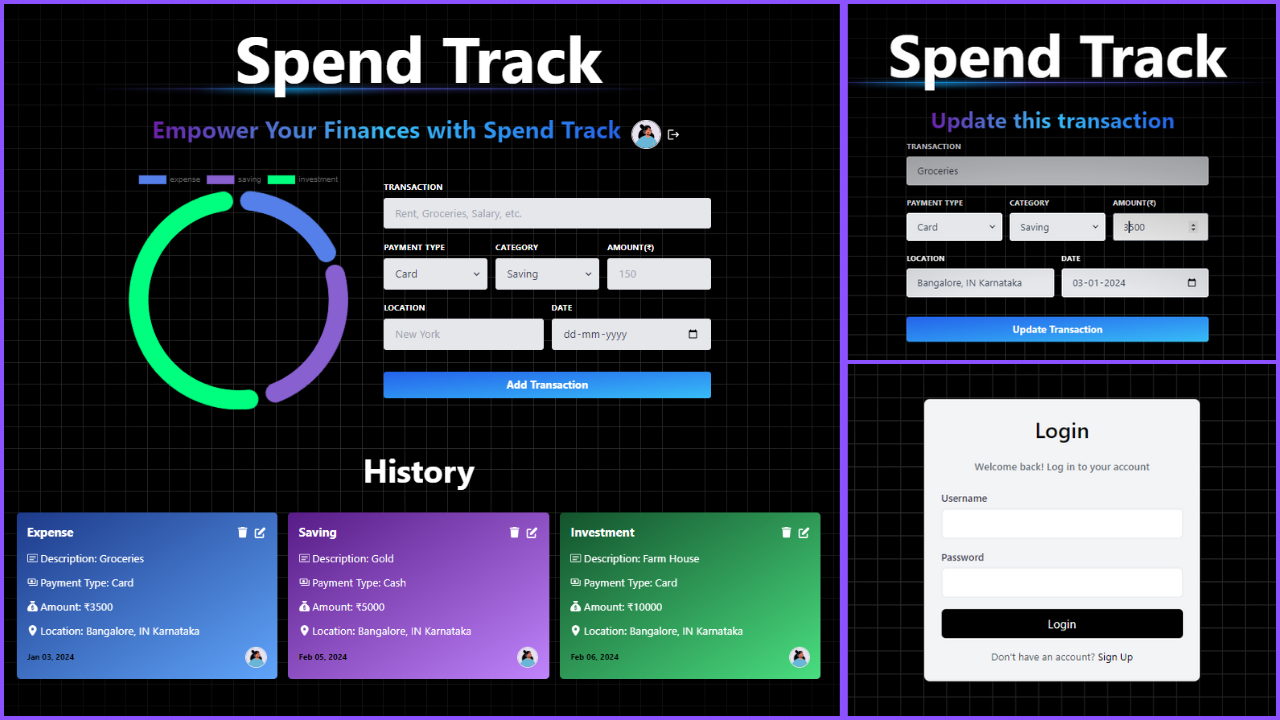 Spend Track
Empower Your Finances with Spend Track
expense saving investment
TRANSACTION
Rent, Groceries, Salary, etc.
PAYMENT TYPE CATEGORY AMOUNT(₹)
Card Saving 150
LOCATION DATE
New York dd-mm-yyyy
Add Transaction
History
Expense
Description: Groceries
Payment Type: Card
Amount: ₹3500
Location: Bangalore, IN Karnataka
Jan 03, 2024
Saving
Description: Gold
Payment Type: Cash
Amount: ₹5000
Location: Bangalore, IN Karnataka
Feb 05, 2024
Investment
Description: Farm House
Payment Type: Card
Amount: ₹10000
Location: Bangalore, IN Karnataka
Feb 06, 2024
Spend Track
Update this transaction
TRANSACTION
Groceries
PAYMENT TYPE CATEGORY AMOUNT(₹)
Card Saving 3500
LOCATION DATE
Bangalore, IN Karnataka 03-01-2024
Update Transaction
Login
Welcome back! Log in to your account
Username
Password
Login
Don't have an account? Sign Up